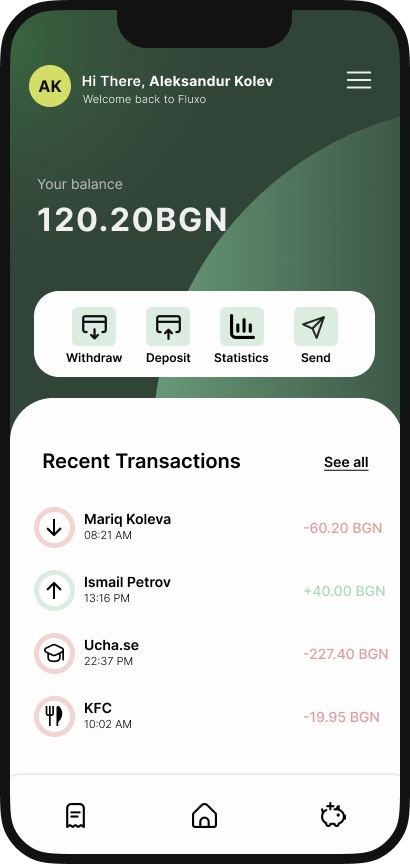 AK
Hi There, Aleksandur Kolev
Welcome back to Fluxo
Your balance
120.20BGN
Withdraw Deposit Statistics Send
Recent Transactions See all
Mariq Koleva -60.20 BGN
08:21 AM
Ismail Petrov +40.00 BGN
13:16 PM
Ucha.se -227.40 BGN
22:37 PM
KFC -19.95 BGN
10:02 AM